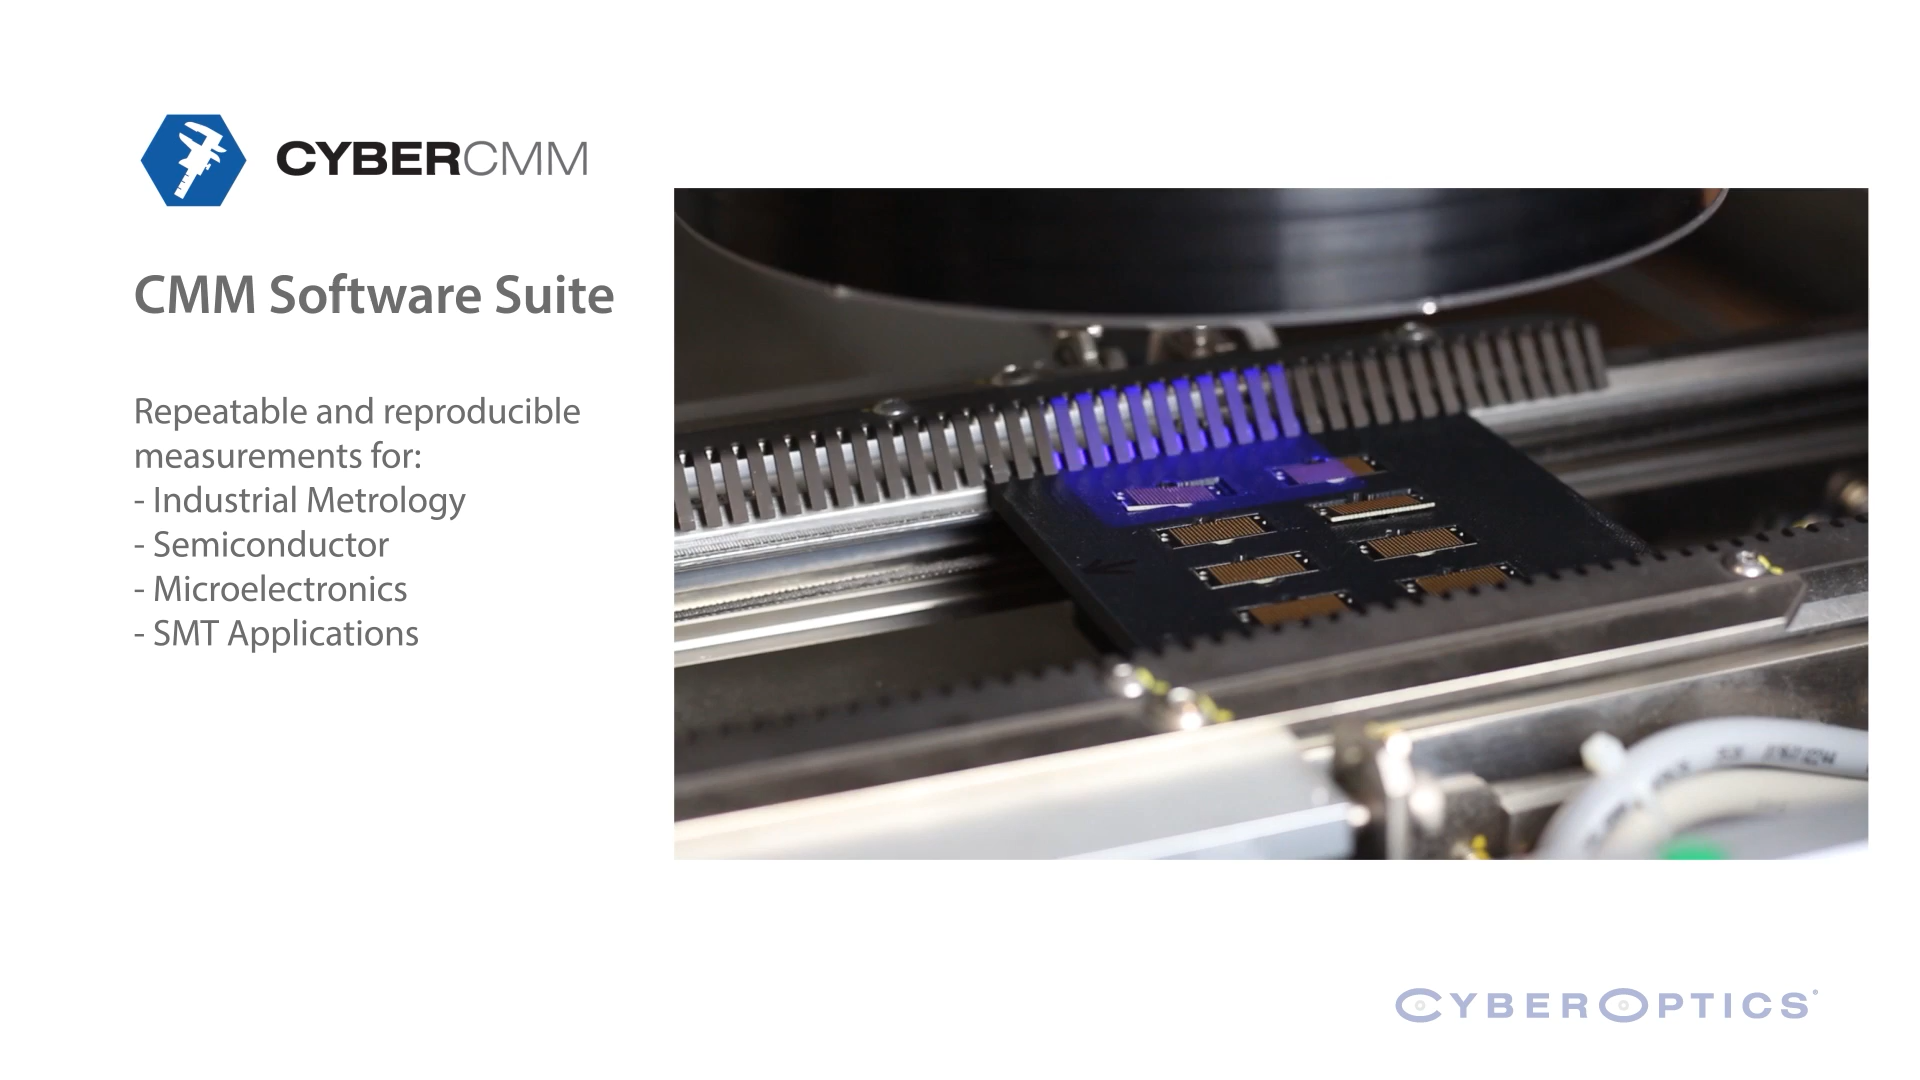 CYBERCMM
CMM Software Suite
Repeatable and reproducible
measurements for:
- Industrial Metrology
- Semiconductor
- Microelectronics
- SMT Applications
CYBEROPTICS